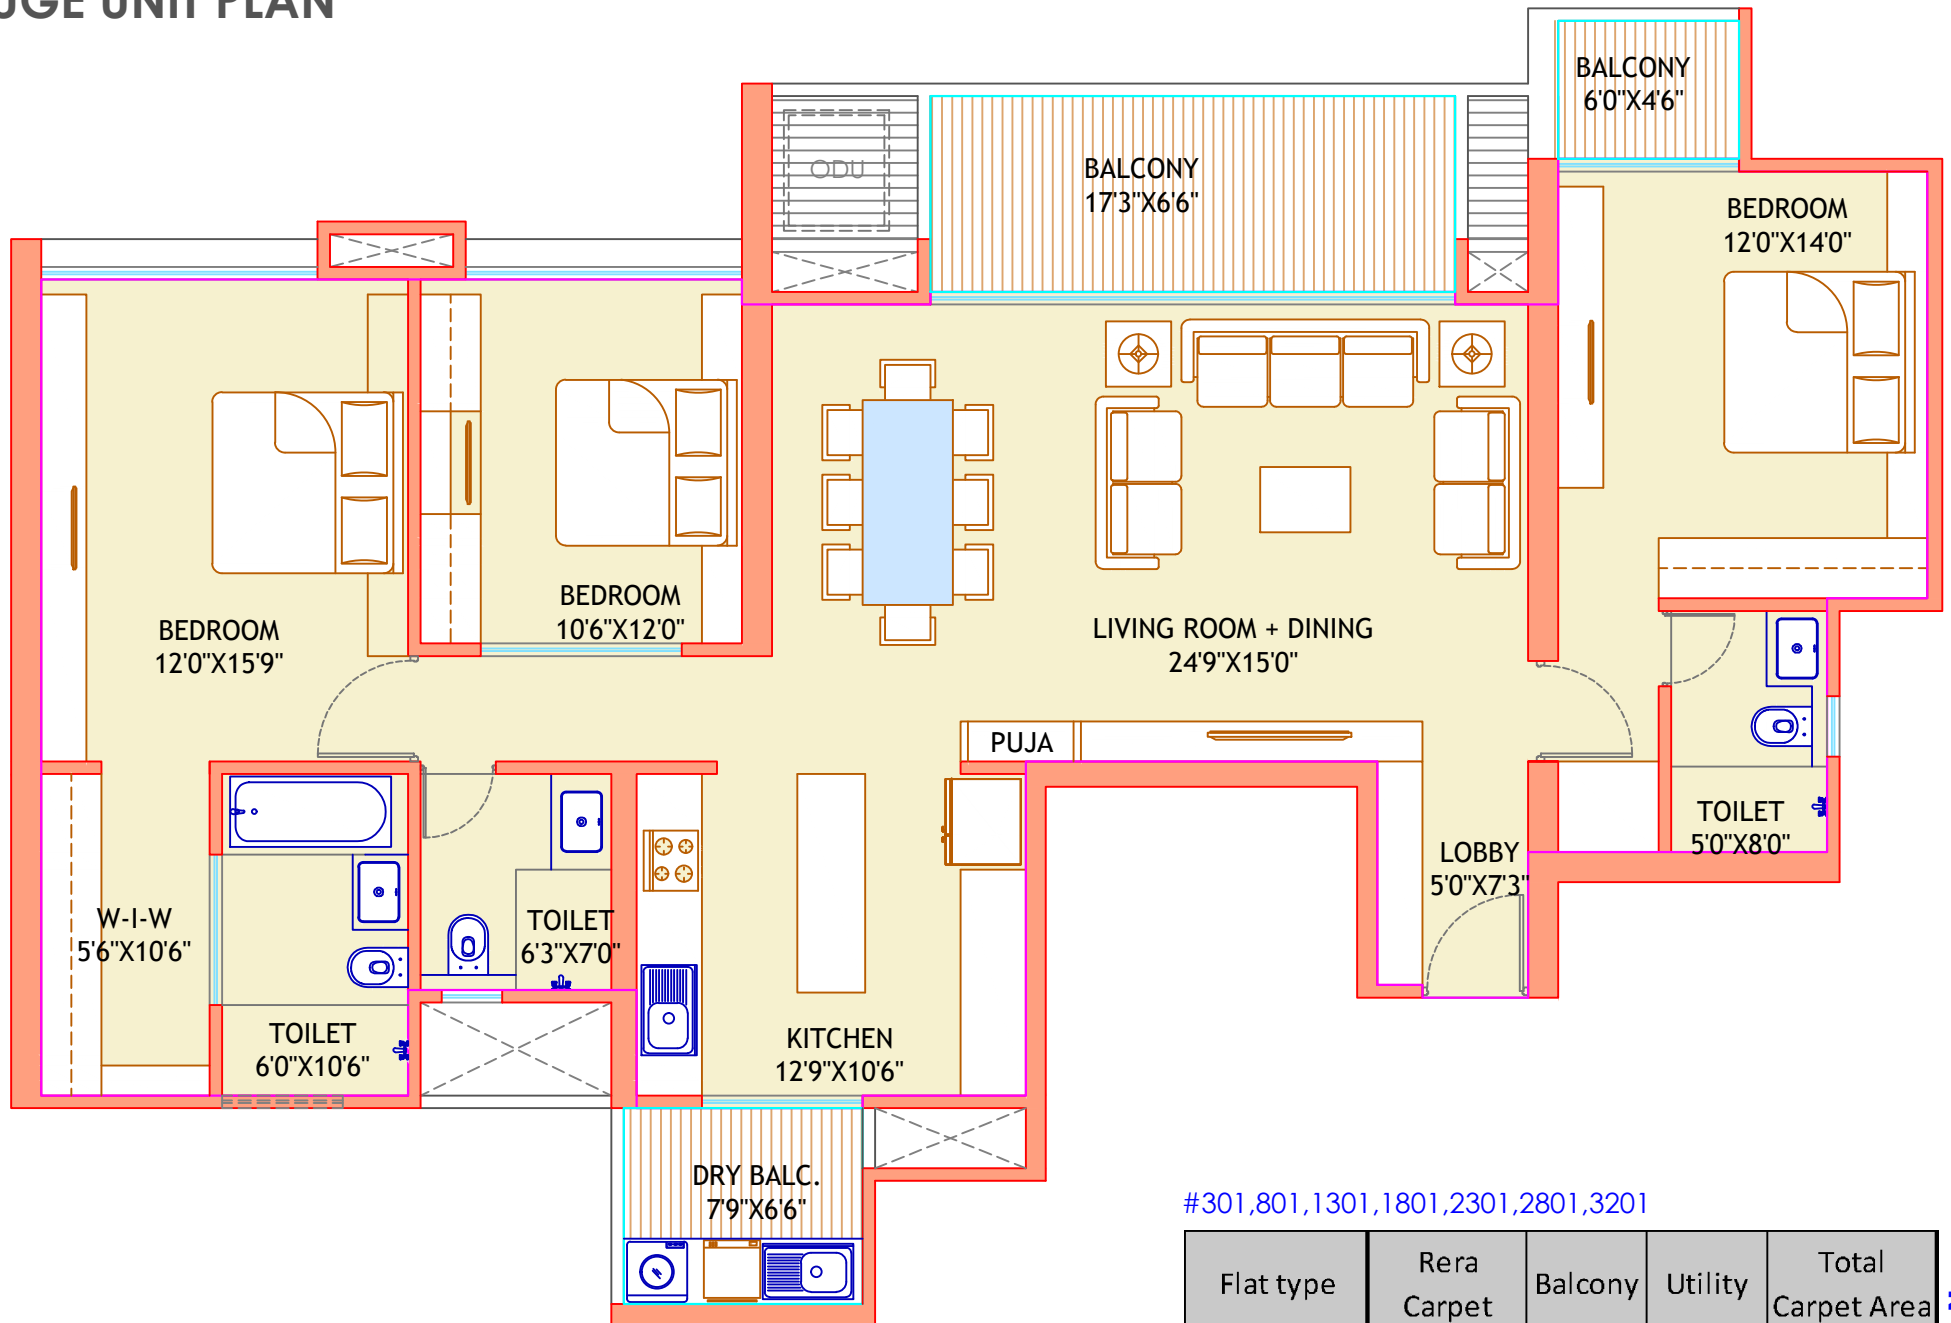 UNIT PLAN
BALCONY
6'0"X4'6"
BALCONY
17'3"X6'6"
ODU
BEDROOM
12'0"X14'0"
BEDROOM
10'6"X12'0"
BEDROOM
12'0"X15'9"
LIVING ROOM + DINING
24'9"X15'0"
PUJA
TOILET
5'0"X8'0"
LOBBY
5'0"X7'3"
W-I-W
5'6"X10'6"
TOILET
6'3"X7'0"
TOILET
6'0"X10'6"
KITCHEN
12'9"X10'6"
DRY BALC.
7'9"X6'6"
#301,801,1301,1801,2301,2801,3201
Flat type
Rera
Carpet
Balcony
Utility
Total
Carpet Area